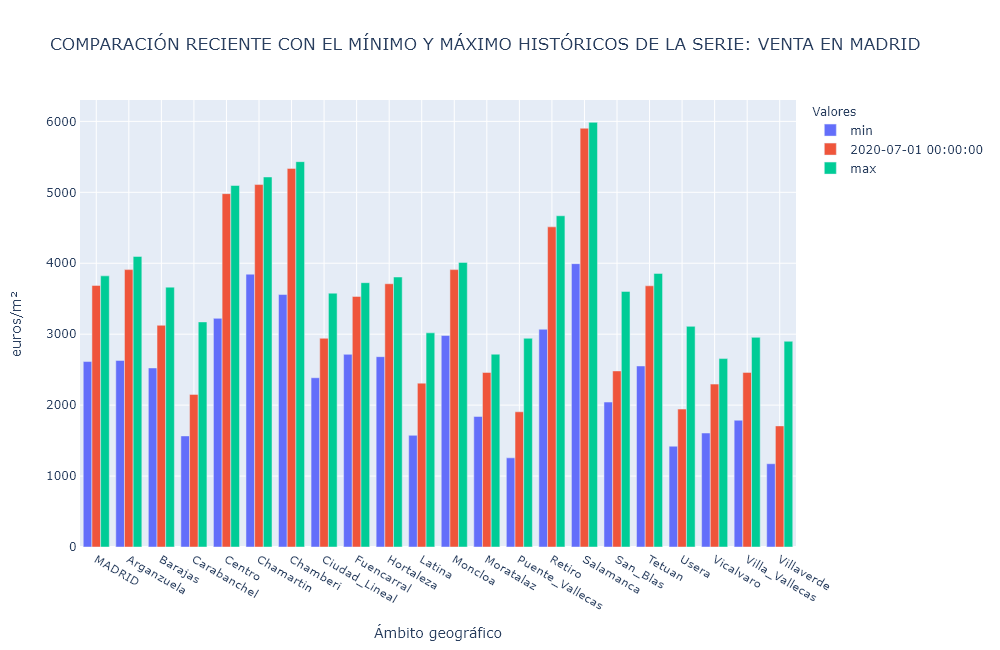 COMPARACIÓN RECIENTE CON EL MÍNIMO Y MÁXIMO HISTÓRICOS DE LA SERIE: VENTA EN MADRID
Valores
min
2020-07-01 00:00:00
max
euros/m²
6000
5000
4000
3000
2000
1000
0
MADRID
Arganzuela
Barajas
Carabanchel
Centro
Chamartin
Chamberi
Ciudad_Lineal
Fuencarral
Hortaleza
Latina
Moncloa
Moratalaz
Puente_Vallecas
Retiro
Salamanca
San_Blas
Tetuan
Usera
Vicalvaro
Villa_Vallecas
Villaverde
Ámbito geográfico